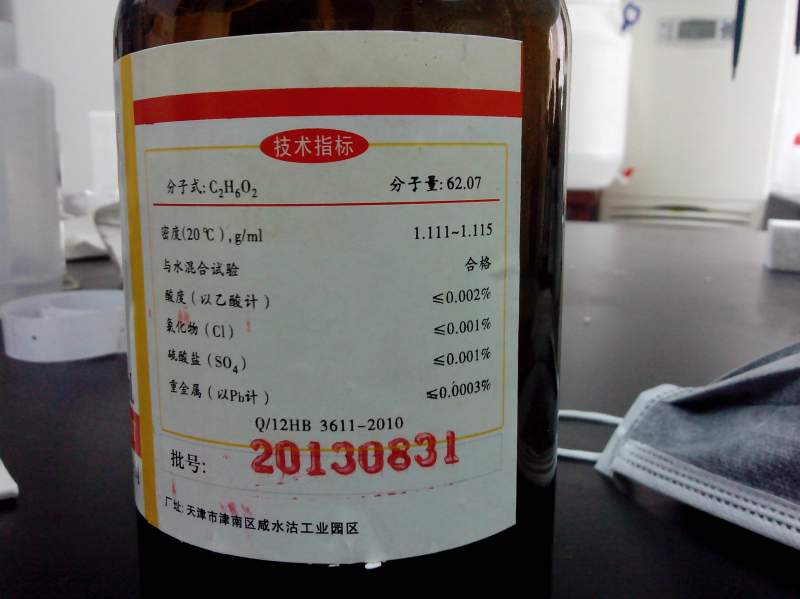 技术指标
分子式:C₂H₆O₂ 分子量:62.07
密度(20℃),g/ml 1.111~1.115
与水混合试验 合格
酸度(以乙酸计) ≤0.002%
氯化物(Cl) ≤0.001%
硫酸盐(SO₄) ≤0.001%
重金属(以Pb计) ≤0.0003%
Q/12HB 3611-2010
批号: 20130831
厂址:天津市津南区咸水沽工业园区